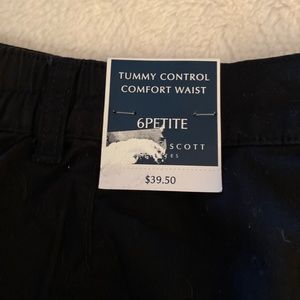 TUMMY CONTROL
COMFORT WAIST
6PETITE
SCOTT
$39.50